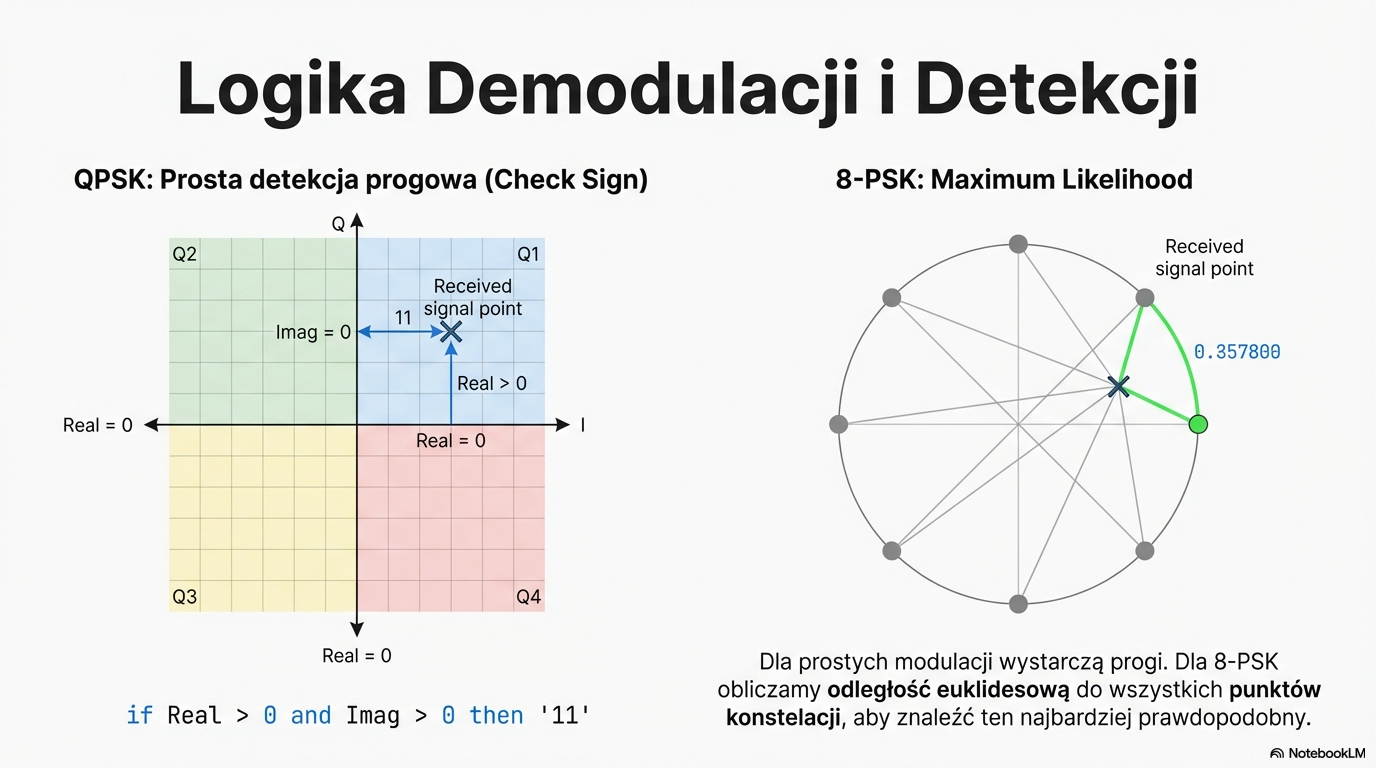 Logika Demodulacji i Detekcji
QPSK: Prosta detekcja progowa (Check Sign)
Q
Q2
Q1
Received
signal point
11
Imag = 0
Real > 0
Real = 0
I
Real = 0
Q3
Q4
Real = 0
if Real > 0 and Imag > 0 then '11'
8-PSK: Maximum Likelihood
Received
signal point
0.357800
Dla prostych modulacji wystarczą progi. Dla 8-PSK
obliczamy odległość euklidesową do wszystkich punktów
konstelacji, aby znaleźć ten najbardziej prawdopodobny.
NotebookLM